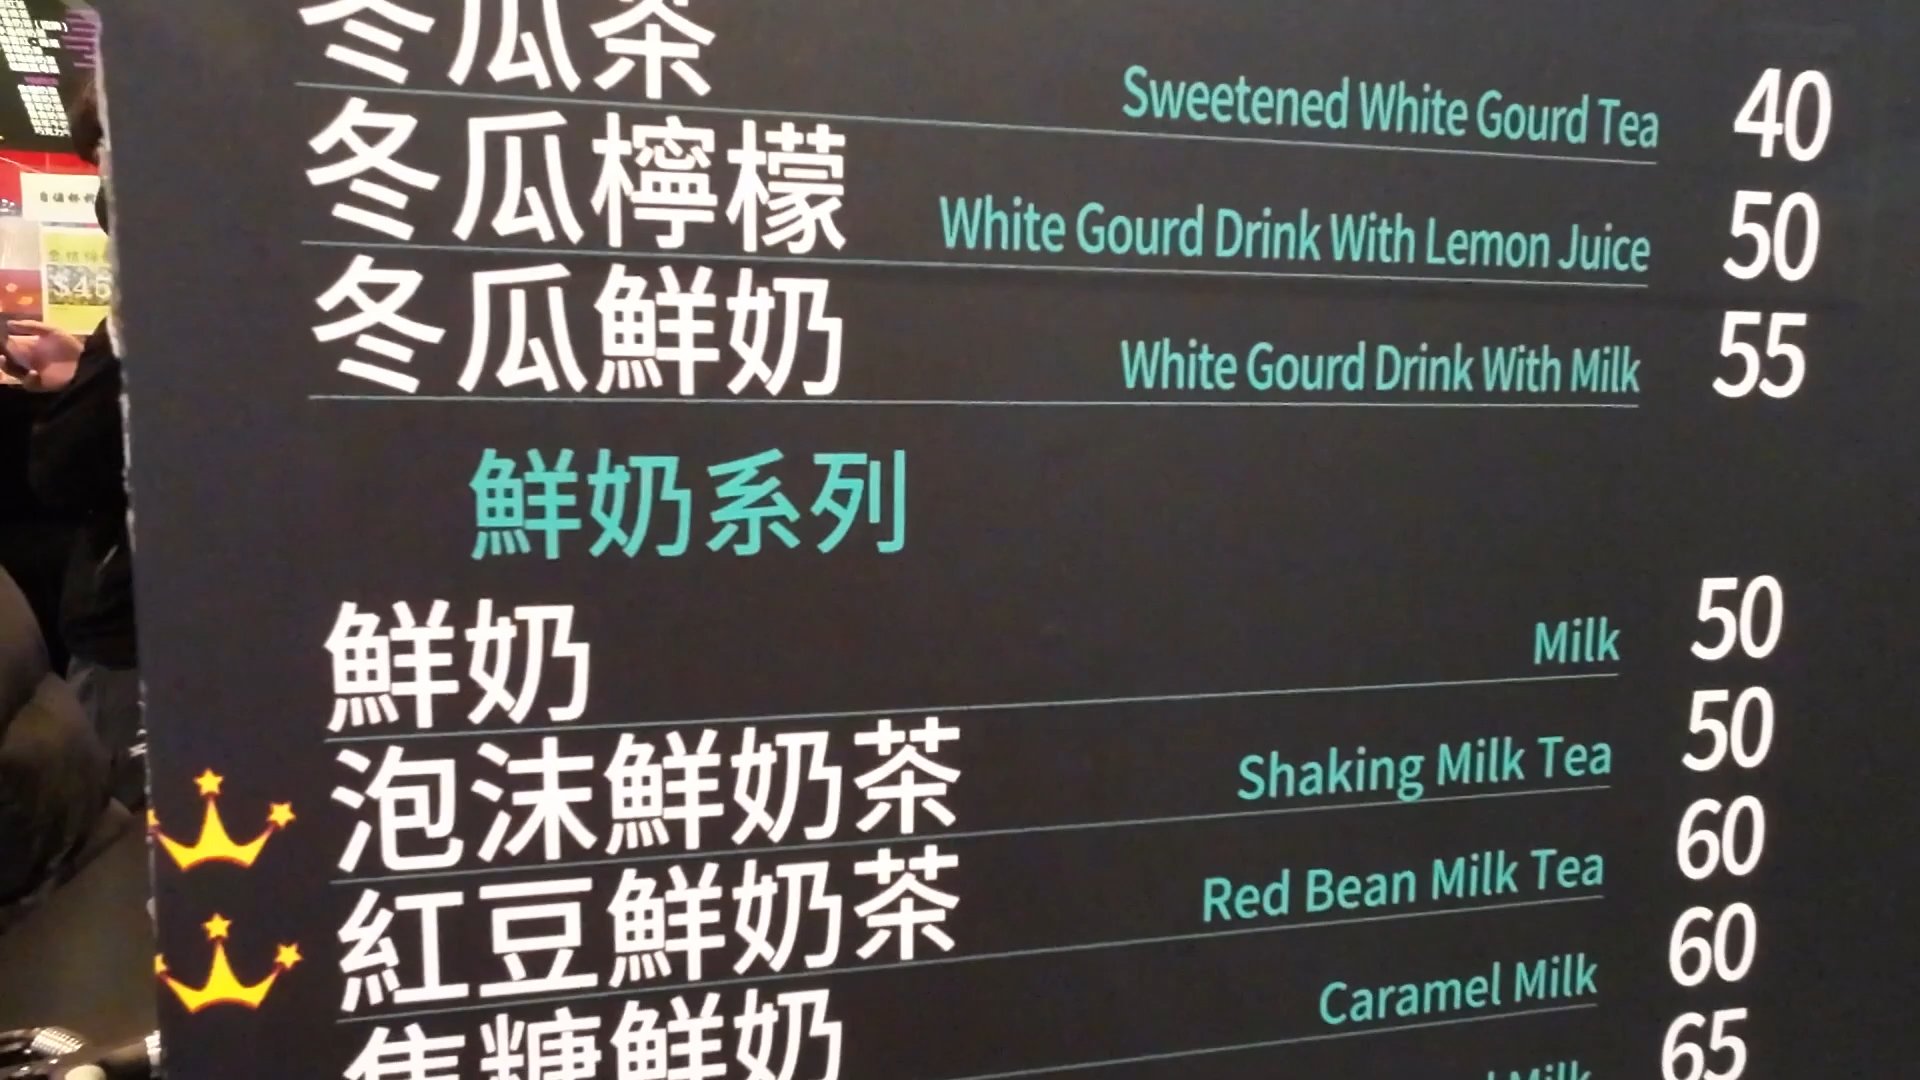 冬瓜茶 Sweetened White Gourd Tea 40
冬瓜檸檬 White Gourd Drink With Lemon Juice 50
冬瓜鮮奶 White Gourd Drink With Milk 55
鮮奶系列
鮮奶 Milk 50
泡沫鮮奶茶 Shaking Milk Tea 50
紅豆鮮奶茶 Red Bean Milk Tea 60
焦糖鮮奶 Caramel Milk 60
Milk 65
$45